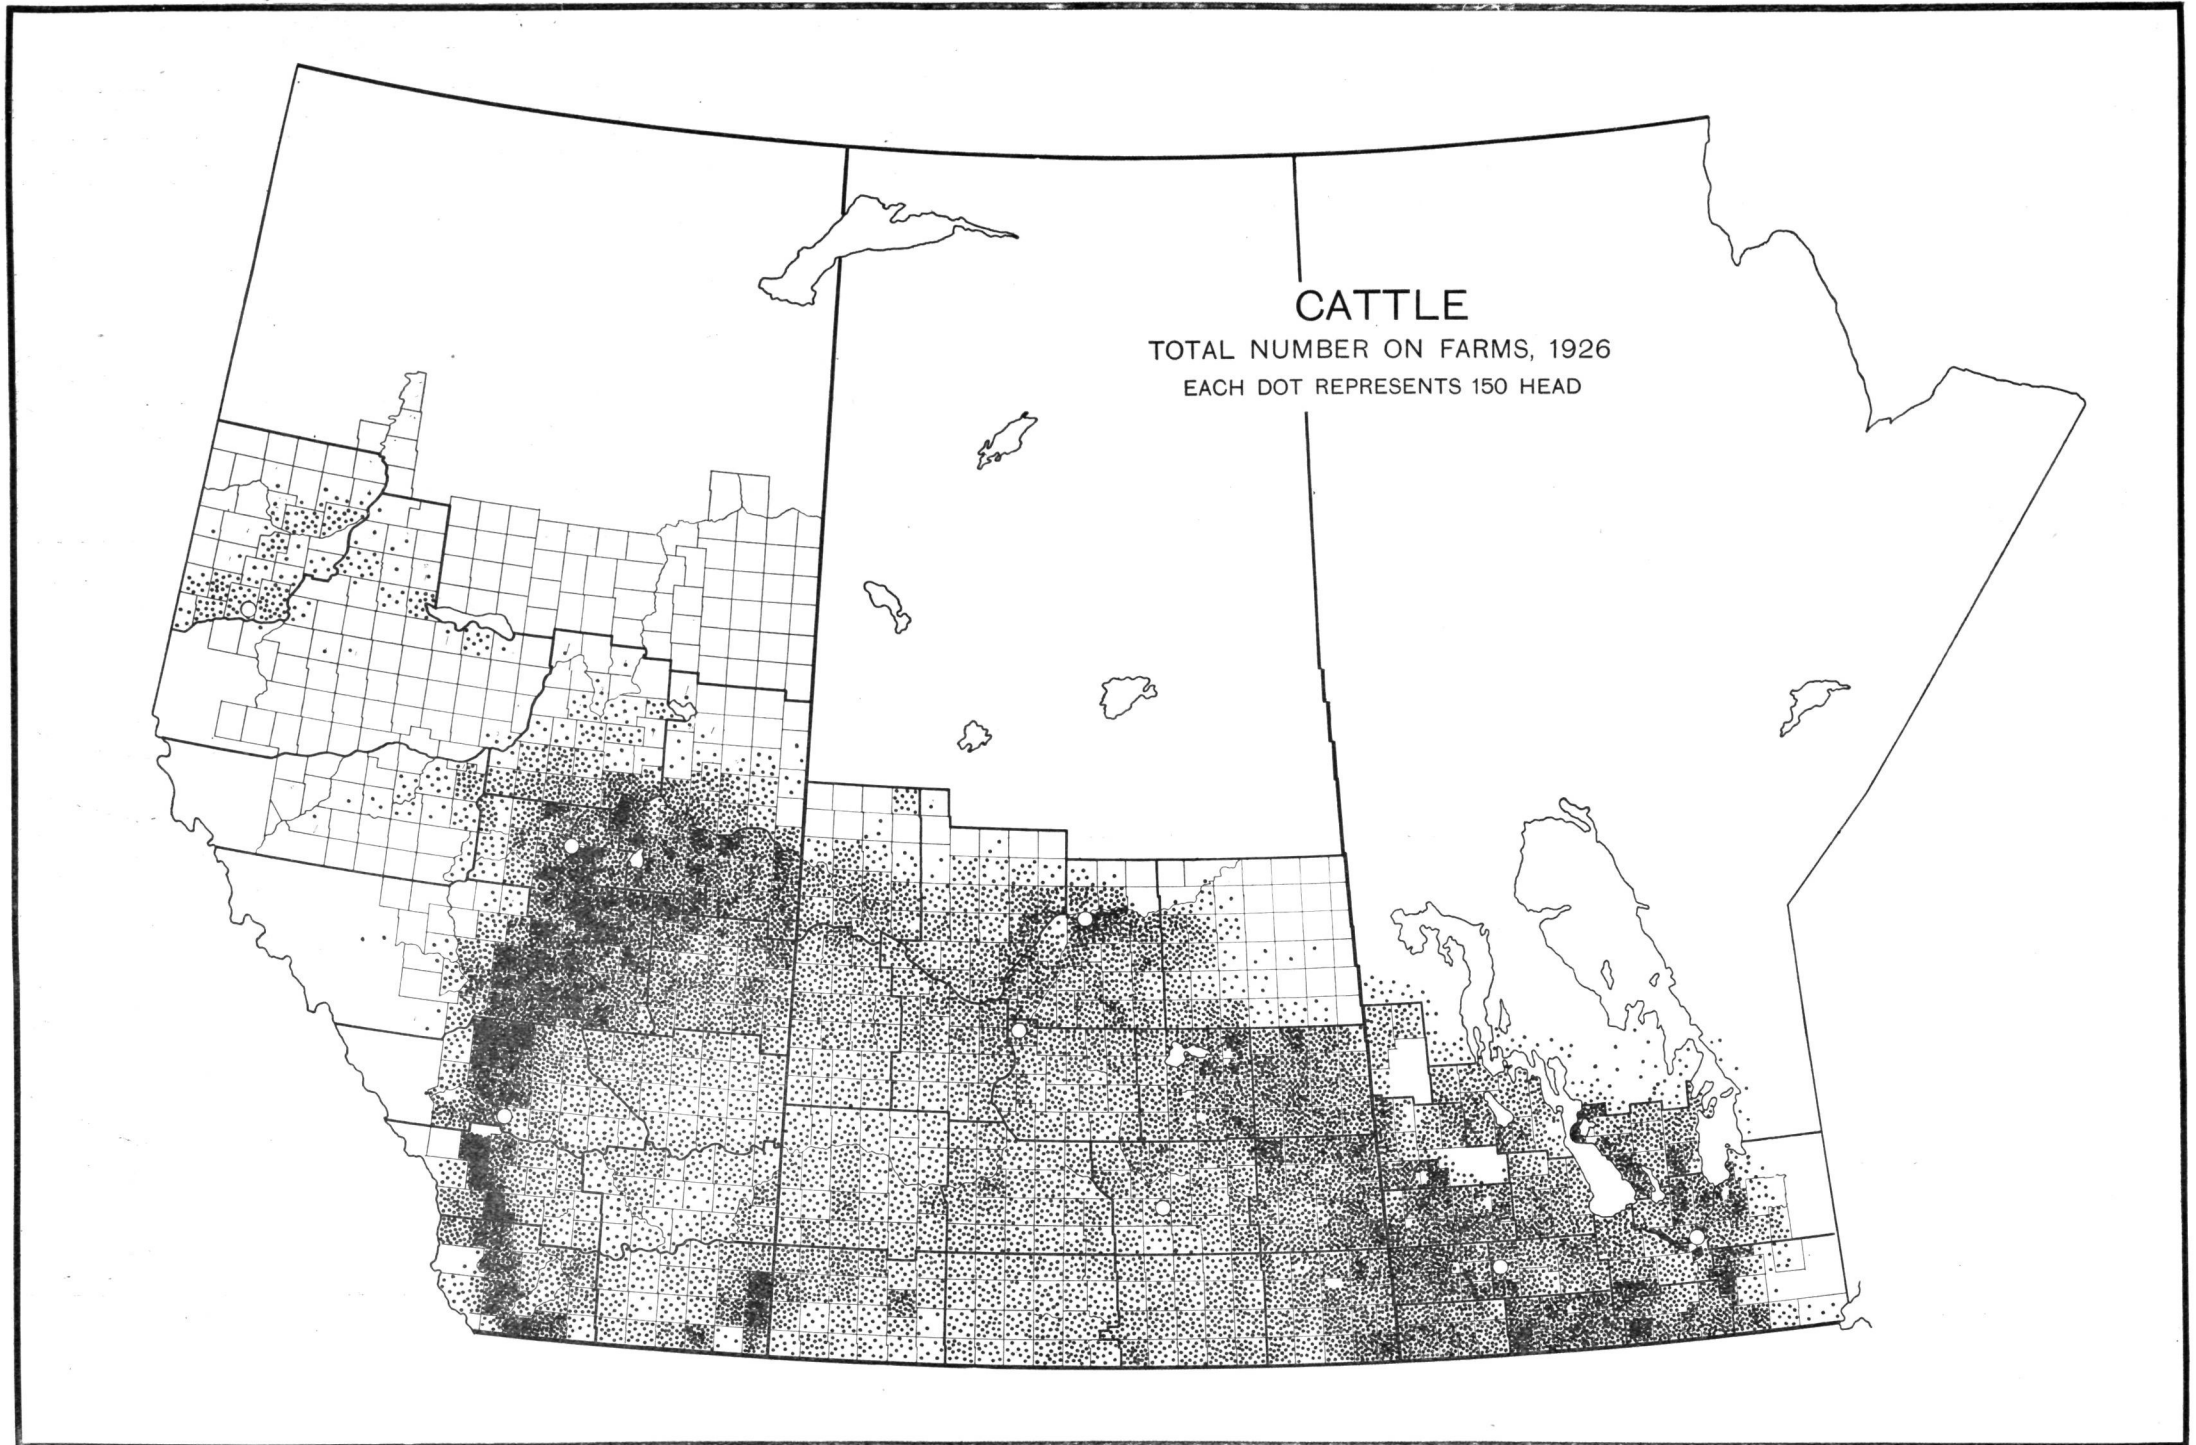 CATTLE
TOTAL NUMBER ON FARMS, 1926
EACH DOT REPRESENTS 150 HEAD